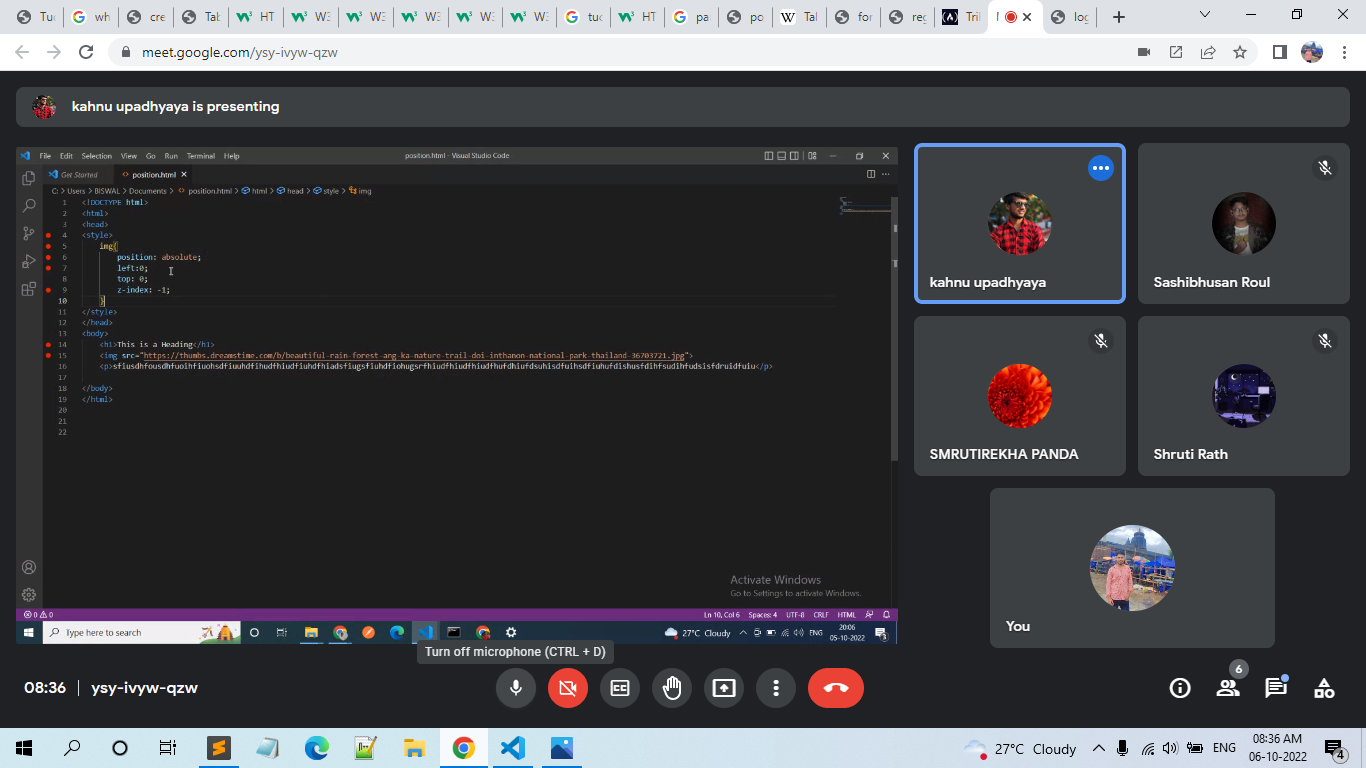 Tu
wh
cre
Tab
HT
W3
W3
W3
W3
W3
tuc
HT
pa
po
Tal
for
reg
Tril
log
meet.google.com/ysy-ivyw-qzw
kahnu upadhyaya is presenting
File Edit Selection View Go Run Terminal Help
position.html - Visual Studio Code
Get Started
position.html
C: > Users > BISWAL > Documents > position.html > html > head > style > img
1 <!DOCTYPE html>
2 <html>
3 <head>
4 <style>
5 img{
6 position: absolute;
7 left:0;
8 top: 0;
9 z-index: -1;
10 }
11 </style>
12 </head>
13 <body>
14 <h1>This is a Heading</h1>
15 <img src="https://thumbs.dreamstime.com/b/beautiful-rain-forest-ang-ka-nature-trail-doi-inthanon-national-park-thailand-36703721.jpg">
16 <p> </p>
17
18 </body>
19 </html>
20
21
22
Activate Windows
Go to Settings to activate Windows.
0 0
Ln 10, Col 6 Spaces: 4 UTF-8 CRLF HTML
Type here to search
27°C Cloudy
ENG
20:06
05-10-2022
3
kahnu upadhyaya
Sashibhusan Roul
SMRUTIREKHA PANDA
Shruti Rath
You
Turn off microphone (CTRL + D)
08:36 | ysy-ivyw-qzw
6
27°C Cloudy
ENG
08:36 AM
06-10-2022
4